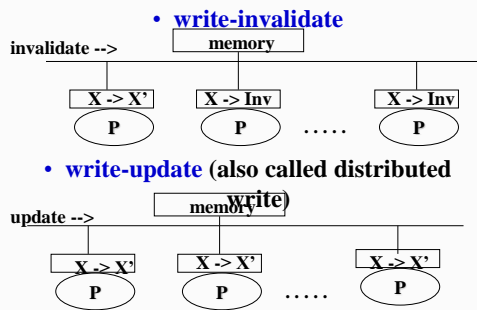 • write-invalidate
memory
invalidate -->
X -> X' X -> Inv X -> Inv
P P ..... P
• write-update (also called distributed
write)
memory
update -->
X -> X' X -> X' X -> X'
P P ..... P